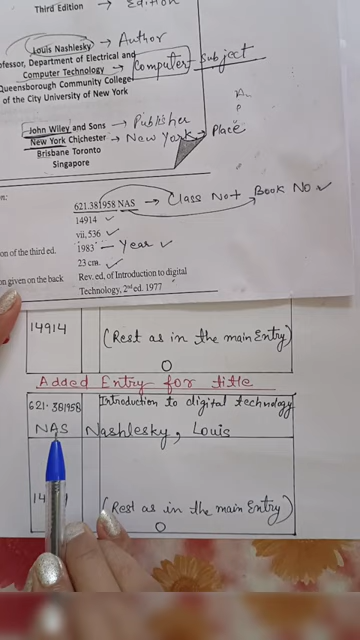 Third Edition → Edition
Louis Nashlesky → Author
Professor, Department of Electrical and
Computer Technology → Computer subject
Queensborough Community College
of the City University of New York
John Wiley and Sons → Publisher
New York Chichester → New York → Place
Brisbane Toronto
Singapore
621.381958 NAS → Class No + Book No ✓
14914 ✓
vii, 536 ✓
on of the third ed. 1983 — Year ✓
23 cm. ✓
n given on the back Rev. ed. of Introduction to digital
Technology, 2nd ed. 1977
14914 (Rest as in the main Entry)
Added Entry for title
621.381958 Introduction to digital technology
NAS Nashlesky, Louis
(Rest as in the main Entry)